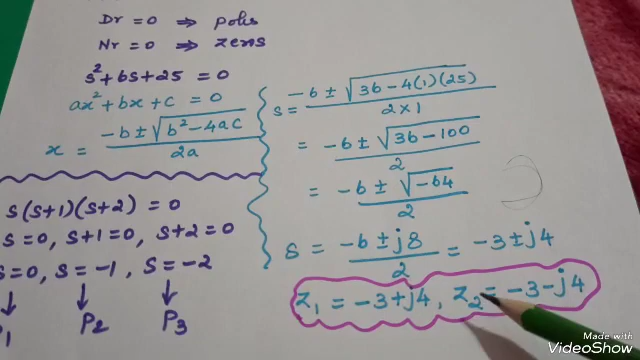 Dr = 0 ⇒ poles
Nr = 0 ⇒ zeros
s² + 6s + 25 = 0
ax² + bx + c = 0
x = (-b ± √(b² - 4ac)) / 2a
s(s+1)(s+2) = 0
s=0, s+1=0, s+2=0
s=0, s=-1, s=-2
P₁ P₂ P₃
s = (-6 ± √(36 - 4(1)(25))) / (2×1)
= (-6 ± √(36 - 100)) / 2
= (-6 ± √(-64)) / 2
s = (-6 ± j8) / 2 = -3 ± j4
Z₁ = -3+j4, Z₂ = -3-j4
Made with
VideoShow